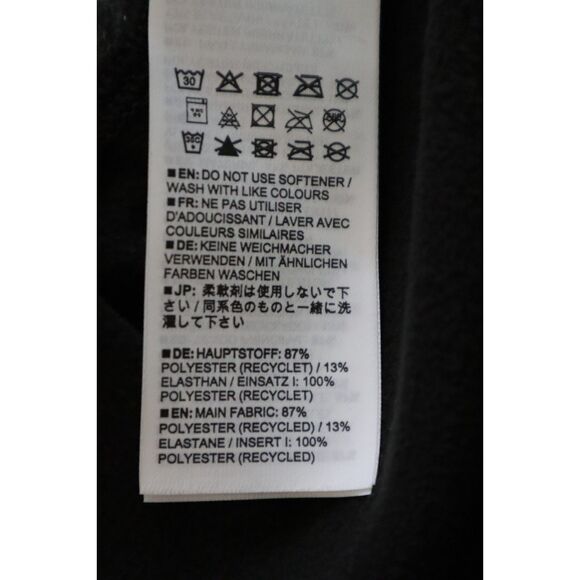 30
■ EN: DO NOT USE SOFTENER /
WASH WITH LIKE COLOURS
■ FR: NE PAS UTILISER
D'ADOUCISSANT / LAVER AVEC
COULEURS SIMILAIRES
■ DE: KEINE WEICHMACHER
VERWENDEN / MIT ÄHNLICHEN
FARBEN WASCHEN
■ JP: 柔軟剤は使用しないで下
さい / 同系色のものと一緒に洗
濯して下さい
■ DE: HAUPTSTOFF: 87%
POLYESTER (RECYCLET) / 13%
ELASTHAN / EINSATZ I: 100%
POLYESTER (RECYCLET)
■ EN: MAIN FABRIC: 87%
POLYESTER (RECYCLED) / 13%
ELASTANE / INSERT I: 100%
POLYESTER (RECYCLED)